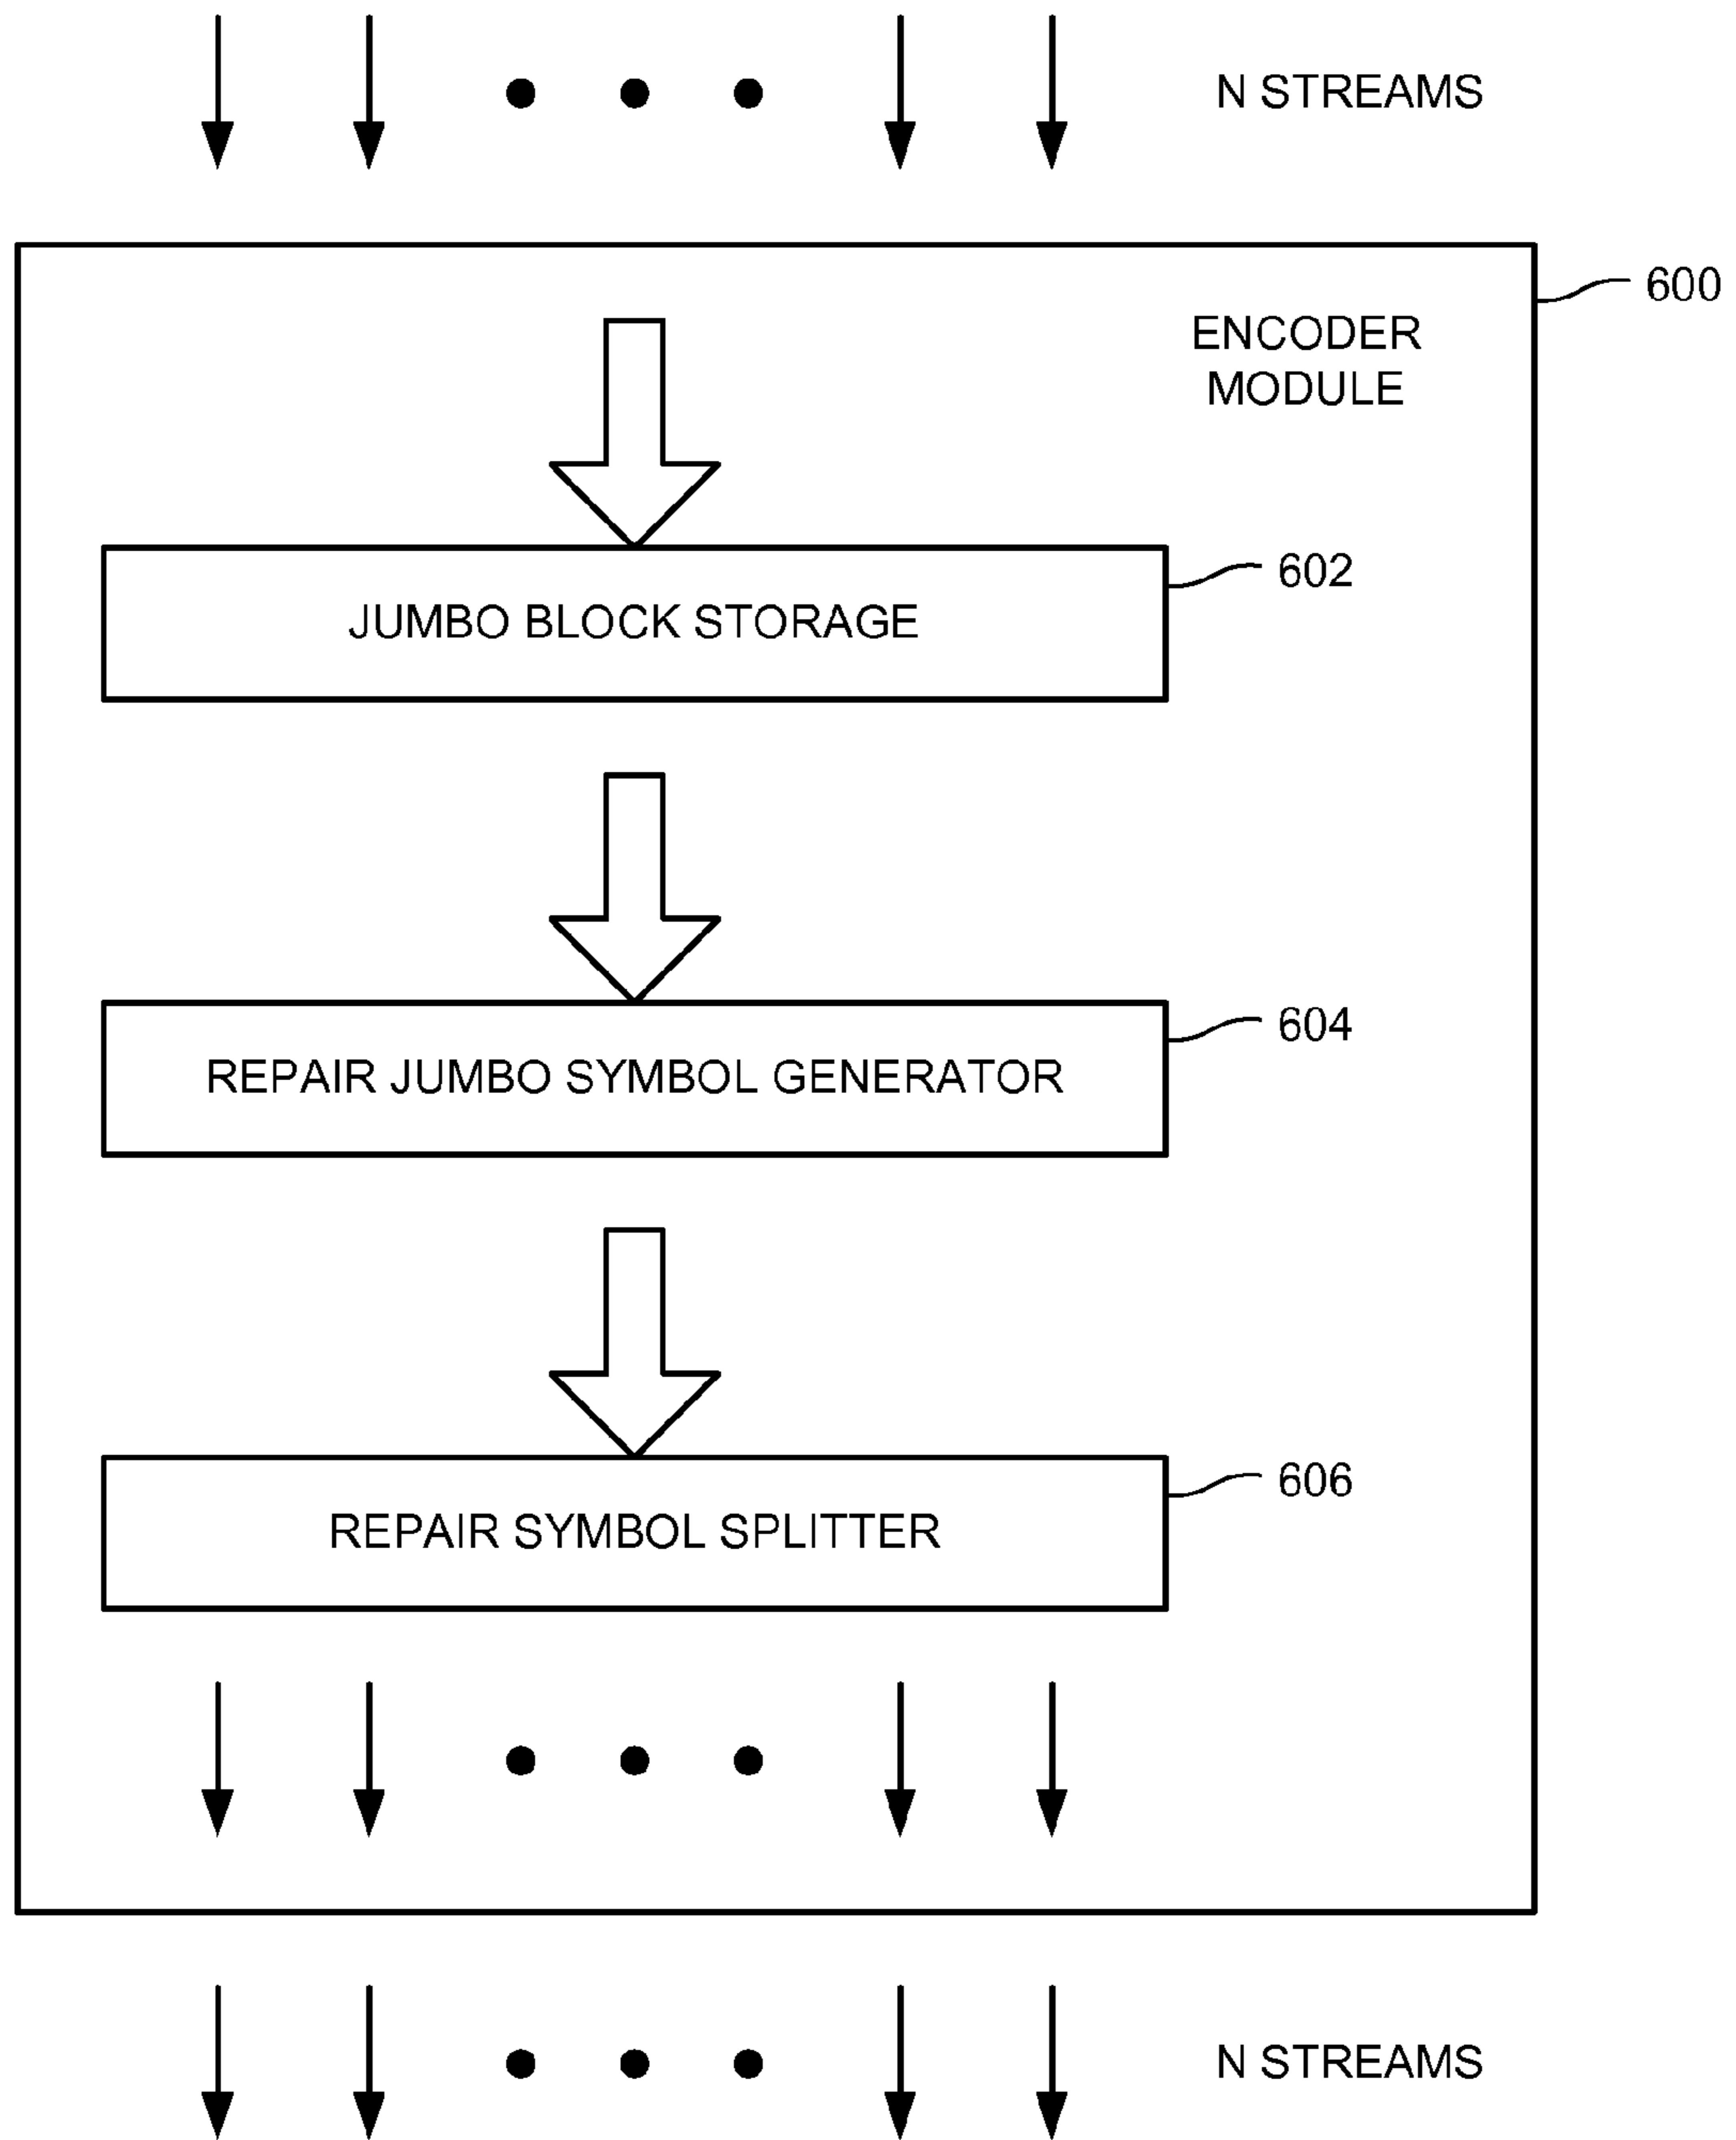 N STREAMS
600
ENCODER
MODULE
602
JUMBO BLOCK STORAGE
604
REPAIR JUMBO SYMBOL GENERATOR
606
REPAIR SYMBOL SPLITTER
N STREAMS